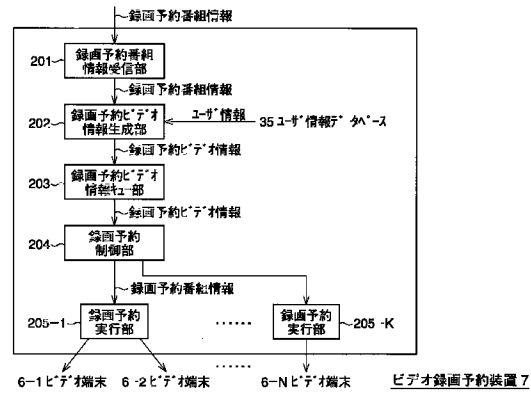 録画予約番組情報
201
録画予約番組
情報受信部
録画予約番組情報
202
録画予約ビデオ
情報生成部
ユーザ情報
35 ユーザ情報データベース
録画予約ビデオ情報
203
録画予約ビデオ
情報キュー部
録画予約ビデオ情報
204
録画予約
制御部
録画予約番組情報
205-1
録画予約
実行部
......
録画予約
実行部
205-K
6-1 ビデオ端末
6-2 ビデオ端末
......
6-N ビデオ端末
ビデオ録画予約装置 7